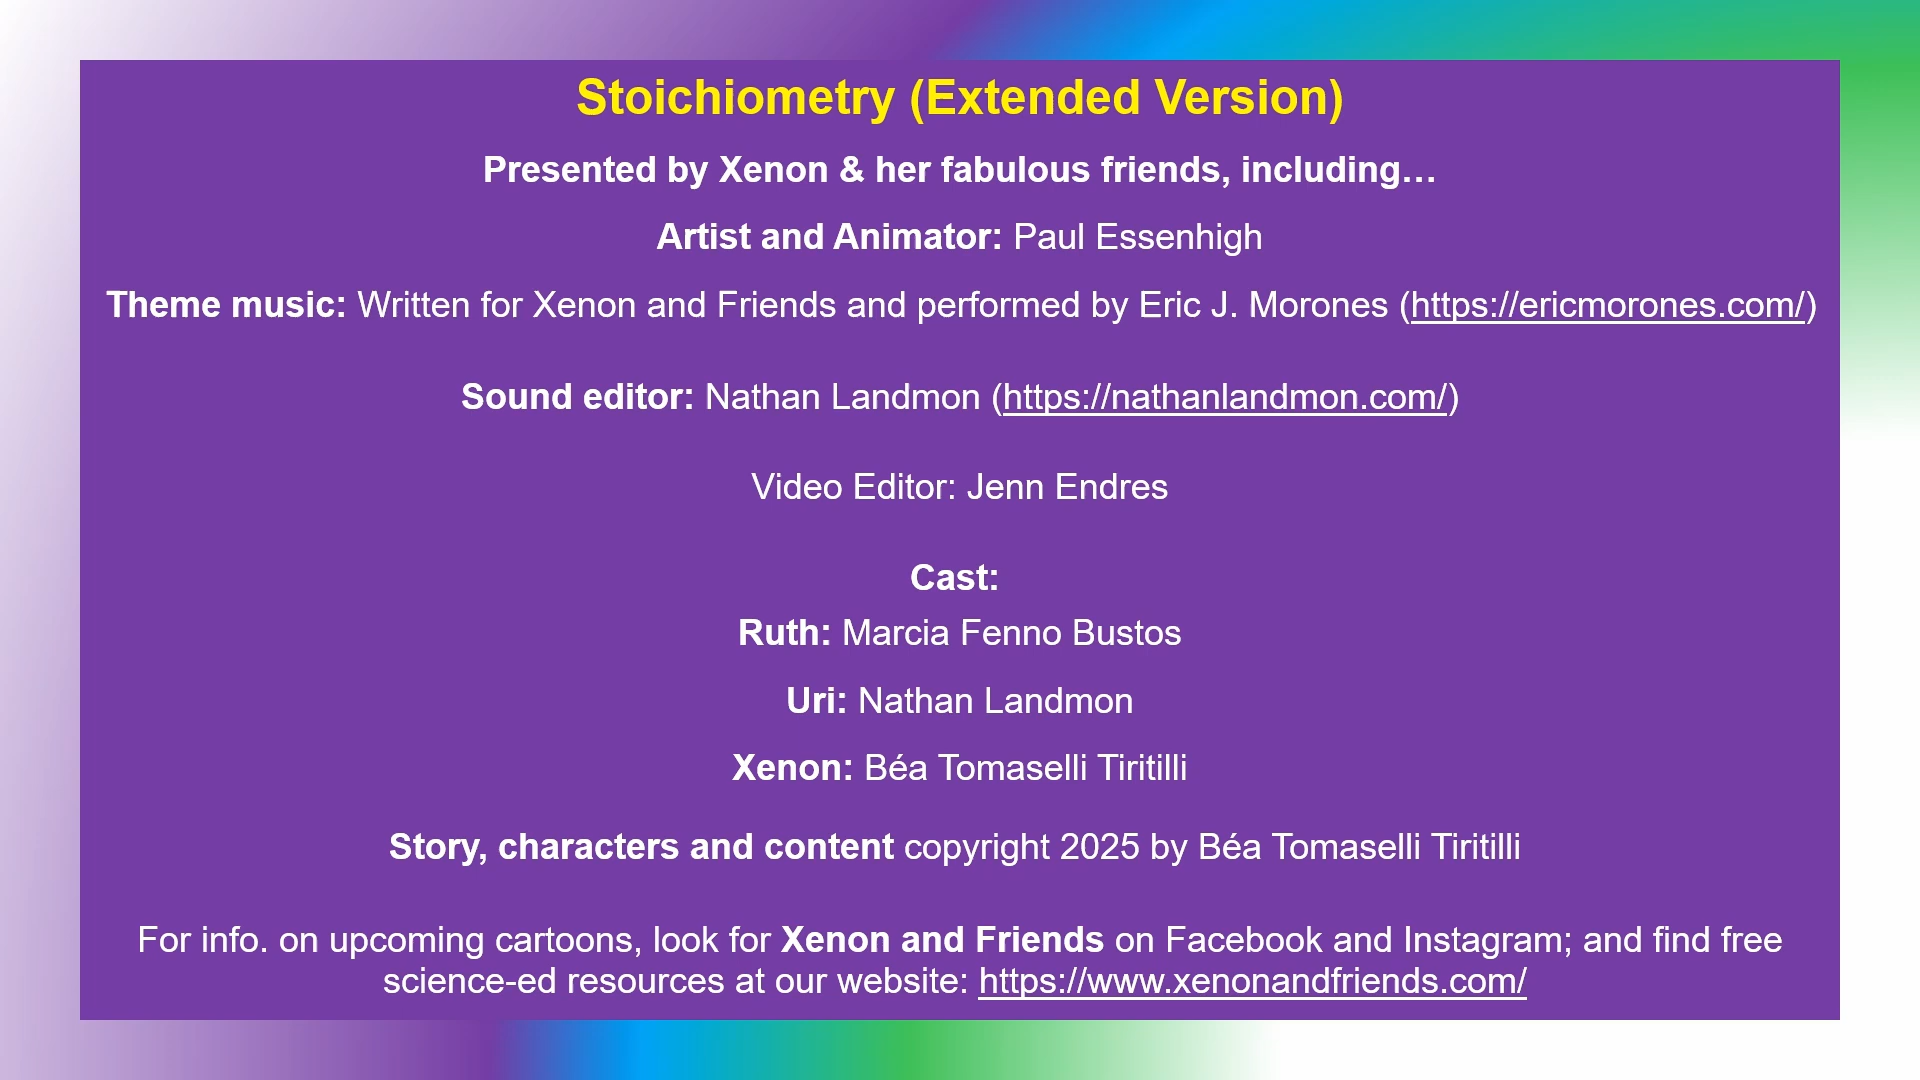 Stoichiometry (Extended Version)
Presented by Xenon & her fabulous friends, including…
Artist and Animator: Paul Essenhigh
Theme music: Written for Xenon and Friends and performed by Eric J. Morones (https://ericmorones.com/)
Sound editor: Nathan Landmon (https://nathanlandmon.com/)
Video Editor: Jenn Endres
Cast:
Ruth: Marcia Fenno Bustos
Uri: Nathan Landmon
Xenon: Béa Tomaselli Tiritilli
Story, characters and content copyright 2025 by Béa Tomaselli Tiritilli
For info. on upcoming cartoons, look for Xenon and Friends on Facebook and Instagram; and find free
science-ed resources at our website: https://www.xenonandfriends.com/